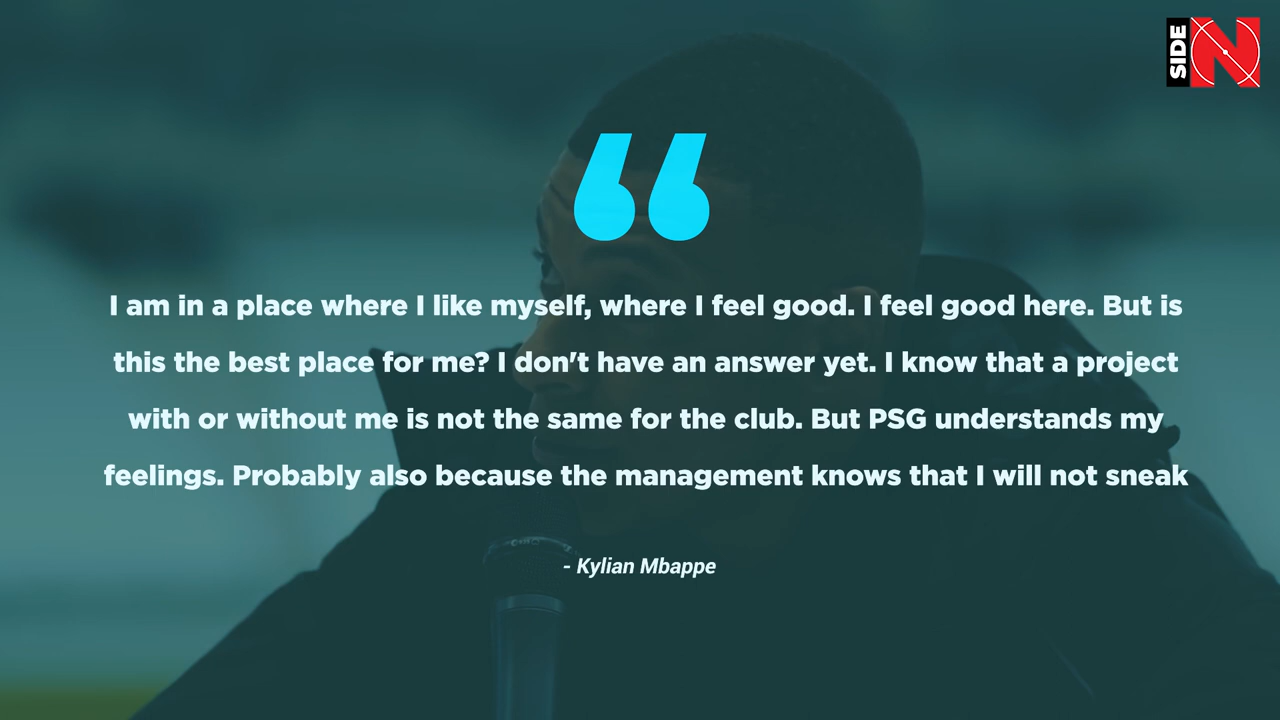 SIDE N
I am in a place where I like myself, where I feel good. I feel good here. But is
this the best place for me? I don't have an answer yet. I know that a project
with or without me is not the same for the club. But PSG understands my
feelings. Probably also because the management knows that I will not sneak
- Kylian Mbappe